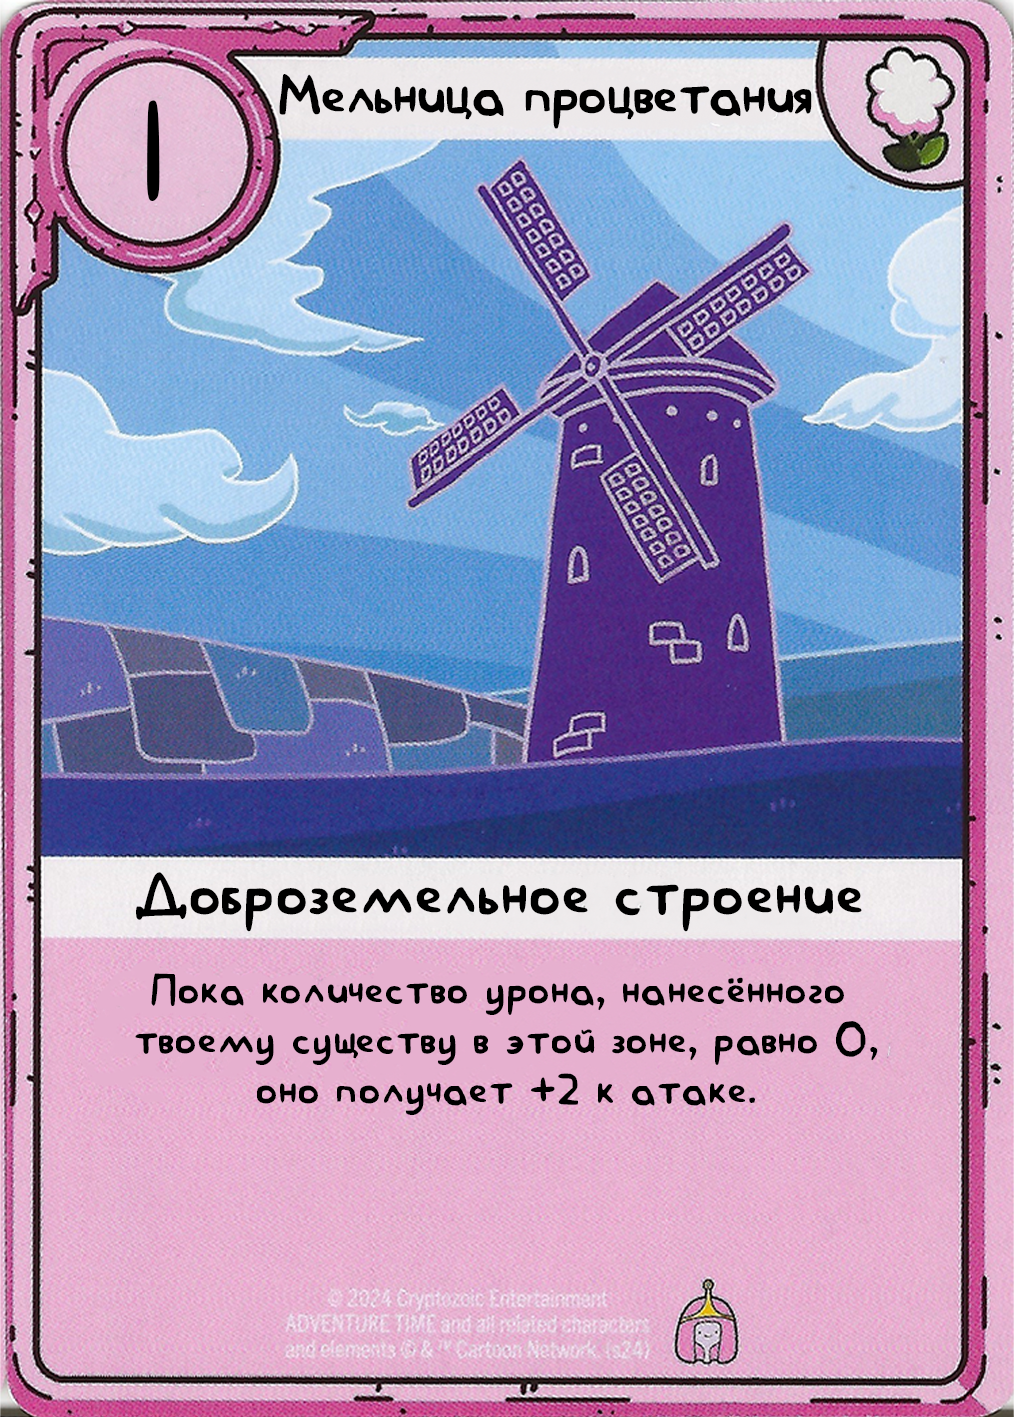 1
Мельница процветания
Доброземельное строение
Пока количество урона, нанесённого
твоему существу в этой зоне, равно 0,
оно получает +2 к атаке.
© 2024 Cryptozoic Entertainment
ADVENTURE TIME and all related characters
and elements © & ™ Cartoon Network. (s24)